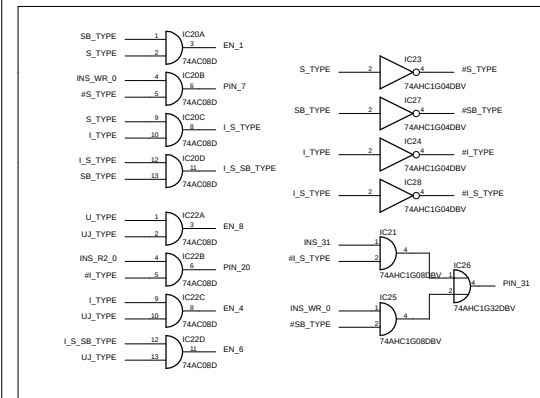 IC20A
SB_TYPE 1
3 EN_1
S_TYPE 2
74AC08D
IC20B
INS_WR_0 4
6 PIN_7
#S_TYPE 5
74AC08D
IC20C
S_TYPE 9
8 I_S_TYPE
I_TYPE 10
74AC08D
IC20D
I_S_TYPE 12
11 I_S_SB_TYPE
SB_TYPE 13
74AC08D
IC22A
U_TYPE 1
3 EN_8
UJ_TYPE 2
74AC08D
IC22B
INS_R2_0 4
6 PIN_20
#I_TYPE 5
74AC08D
IC22C
I_TYPE 9
8 EN_4
UJ_TYPE 10
74AC08D
IC22D
I_S_SB_TYPE 12
11 EN_6
UJ_TYPE 13
74AC08D
IC23
S_TYPE 2 4 #S_TYPE
74AHC1G04DBV
IC27
SB_TYPE 2 4 #SB_TYPE
74AHC1G04DBV
IC24
I_TYPE 2 4 #I_TYPE
74AHC1G04DBV
IC28
I_S_TYPE 2 4 #I_S_TYPE
74AHC1G04DBV
IC21
INS_31 1
4
#I_S_TYPE 2
74AHC1G08DBV
IC26
1
4 PIN_31
2
74AHC1G32DBV
IC25
INS_WR_0 1
4
#SB_TYPE 2
74AHC1G08DBV